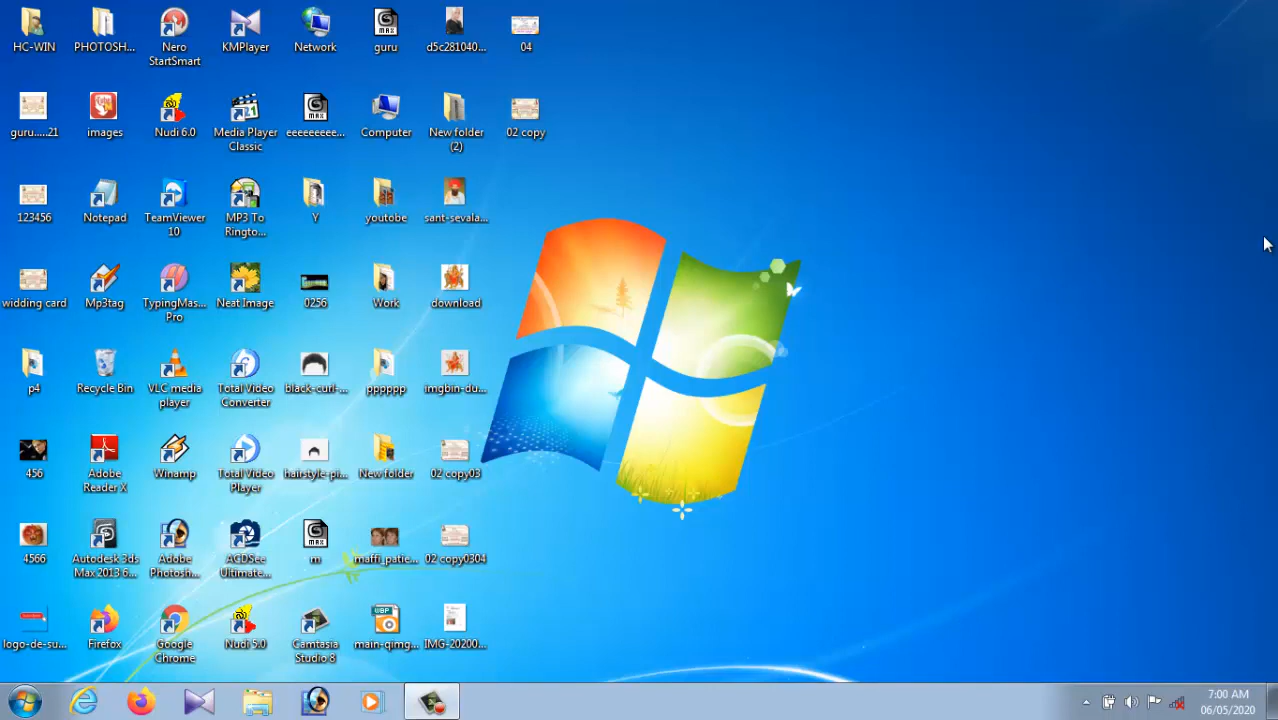 HC-WIN
PHOTOSH...
Nero
StartSmart
KMPlayer
Network
guru
d5c281040...
04
guru.....21
images
Nudi 6.0
Media Player
Classic
eeeeeeeee...
Computer
New folder
(2)
02 copy
123456
Notepad
TeamViewer
10
MP3 To
Ringto...
Y
youtobe
sant-sevala...
widding card
Mp3tag
TypingMas...
Pro
Neat Image
0256
Work
download
p4
Recycle Bin
VLC media
player
Total Video
Converter
black-curl-...
pppppp
imgbin-du...
456
Adobe
Reader X
Winamp
Total Video
Player
hairstyle-pi...
New folder
02 copy03
4566
Autodesk 3ds
Max 2013 6...
Adobe
Photosh...
ACDSee
Ultimate...
m
maffi_patie...
02 copy0304
logo-de-su...
Firefox
Google
Chrome
Nudi 5.0
Camtasia
Studio 8
main-qimg...
IMG-20200...
7:00 AM
06/05/2020